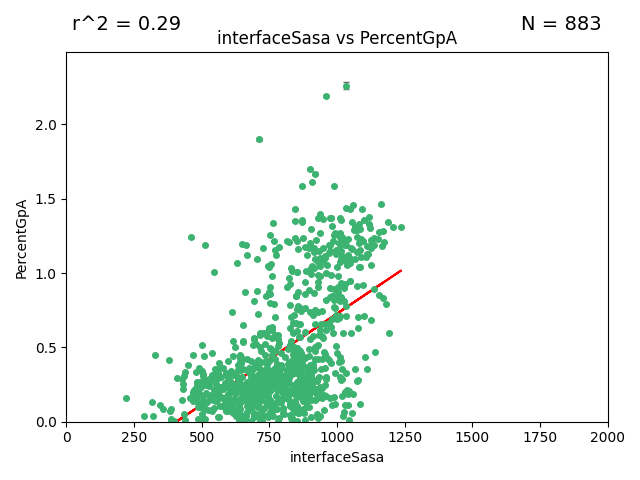 r^2 = 0.29
N = 883
interfaceSasa vs PercentGpA
PercentGpA
2.0
1.5
1.0
0.5
0.0
0 250 500 750 1000 1250 1500 1750 2000
interfaceSasa